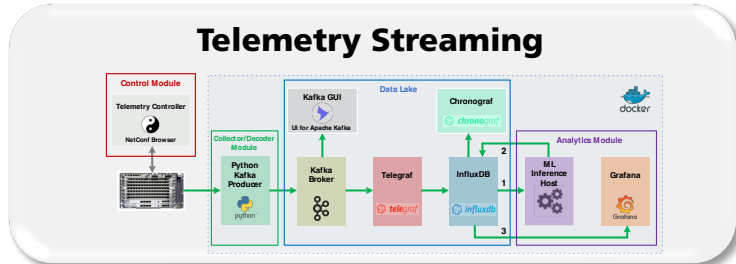 Telemetry Streaming
Control Module
Telemetry Controller
NetConf Browser
Data Lake
Kafka GUI
UI for Apache Kafka
Chronograf
chronograf
docker
Collector/Decoder
Module
Python
Kafka
Producer
python
Kafka
Broker
Telegraf
telegraf
InfluxDB
influxdb
2
1
3
Analytics Module
ML
Inference
Host
Grafana
Grafana